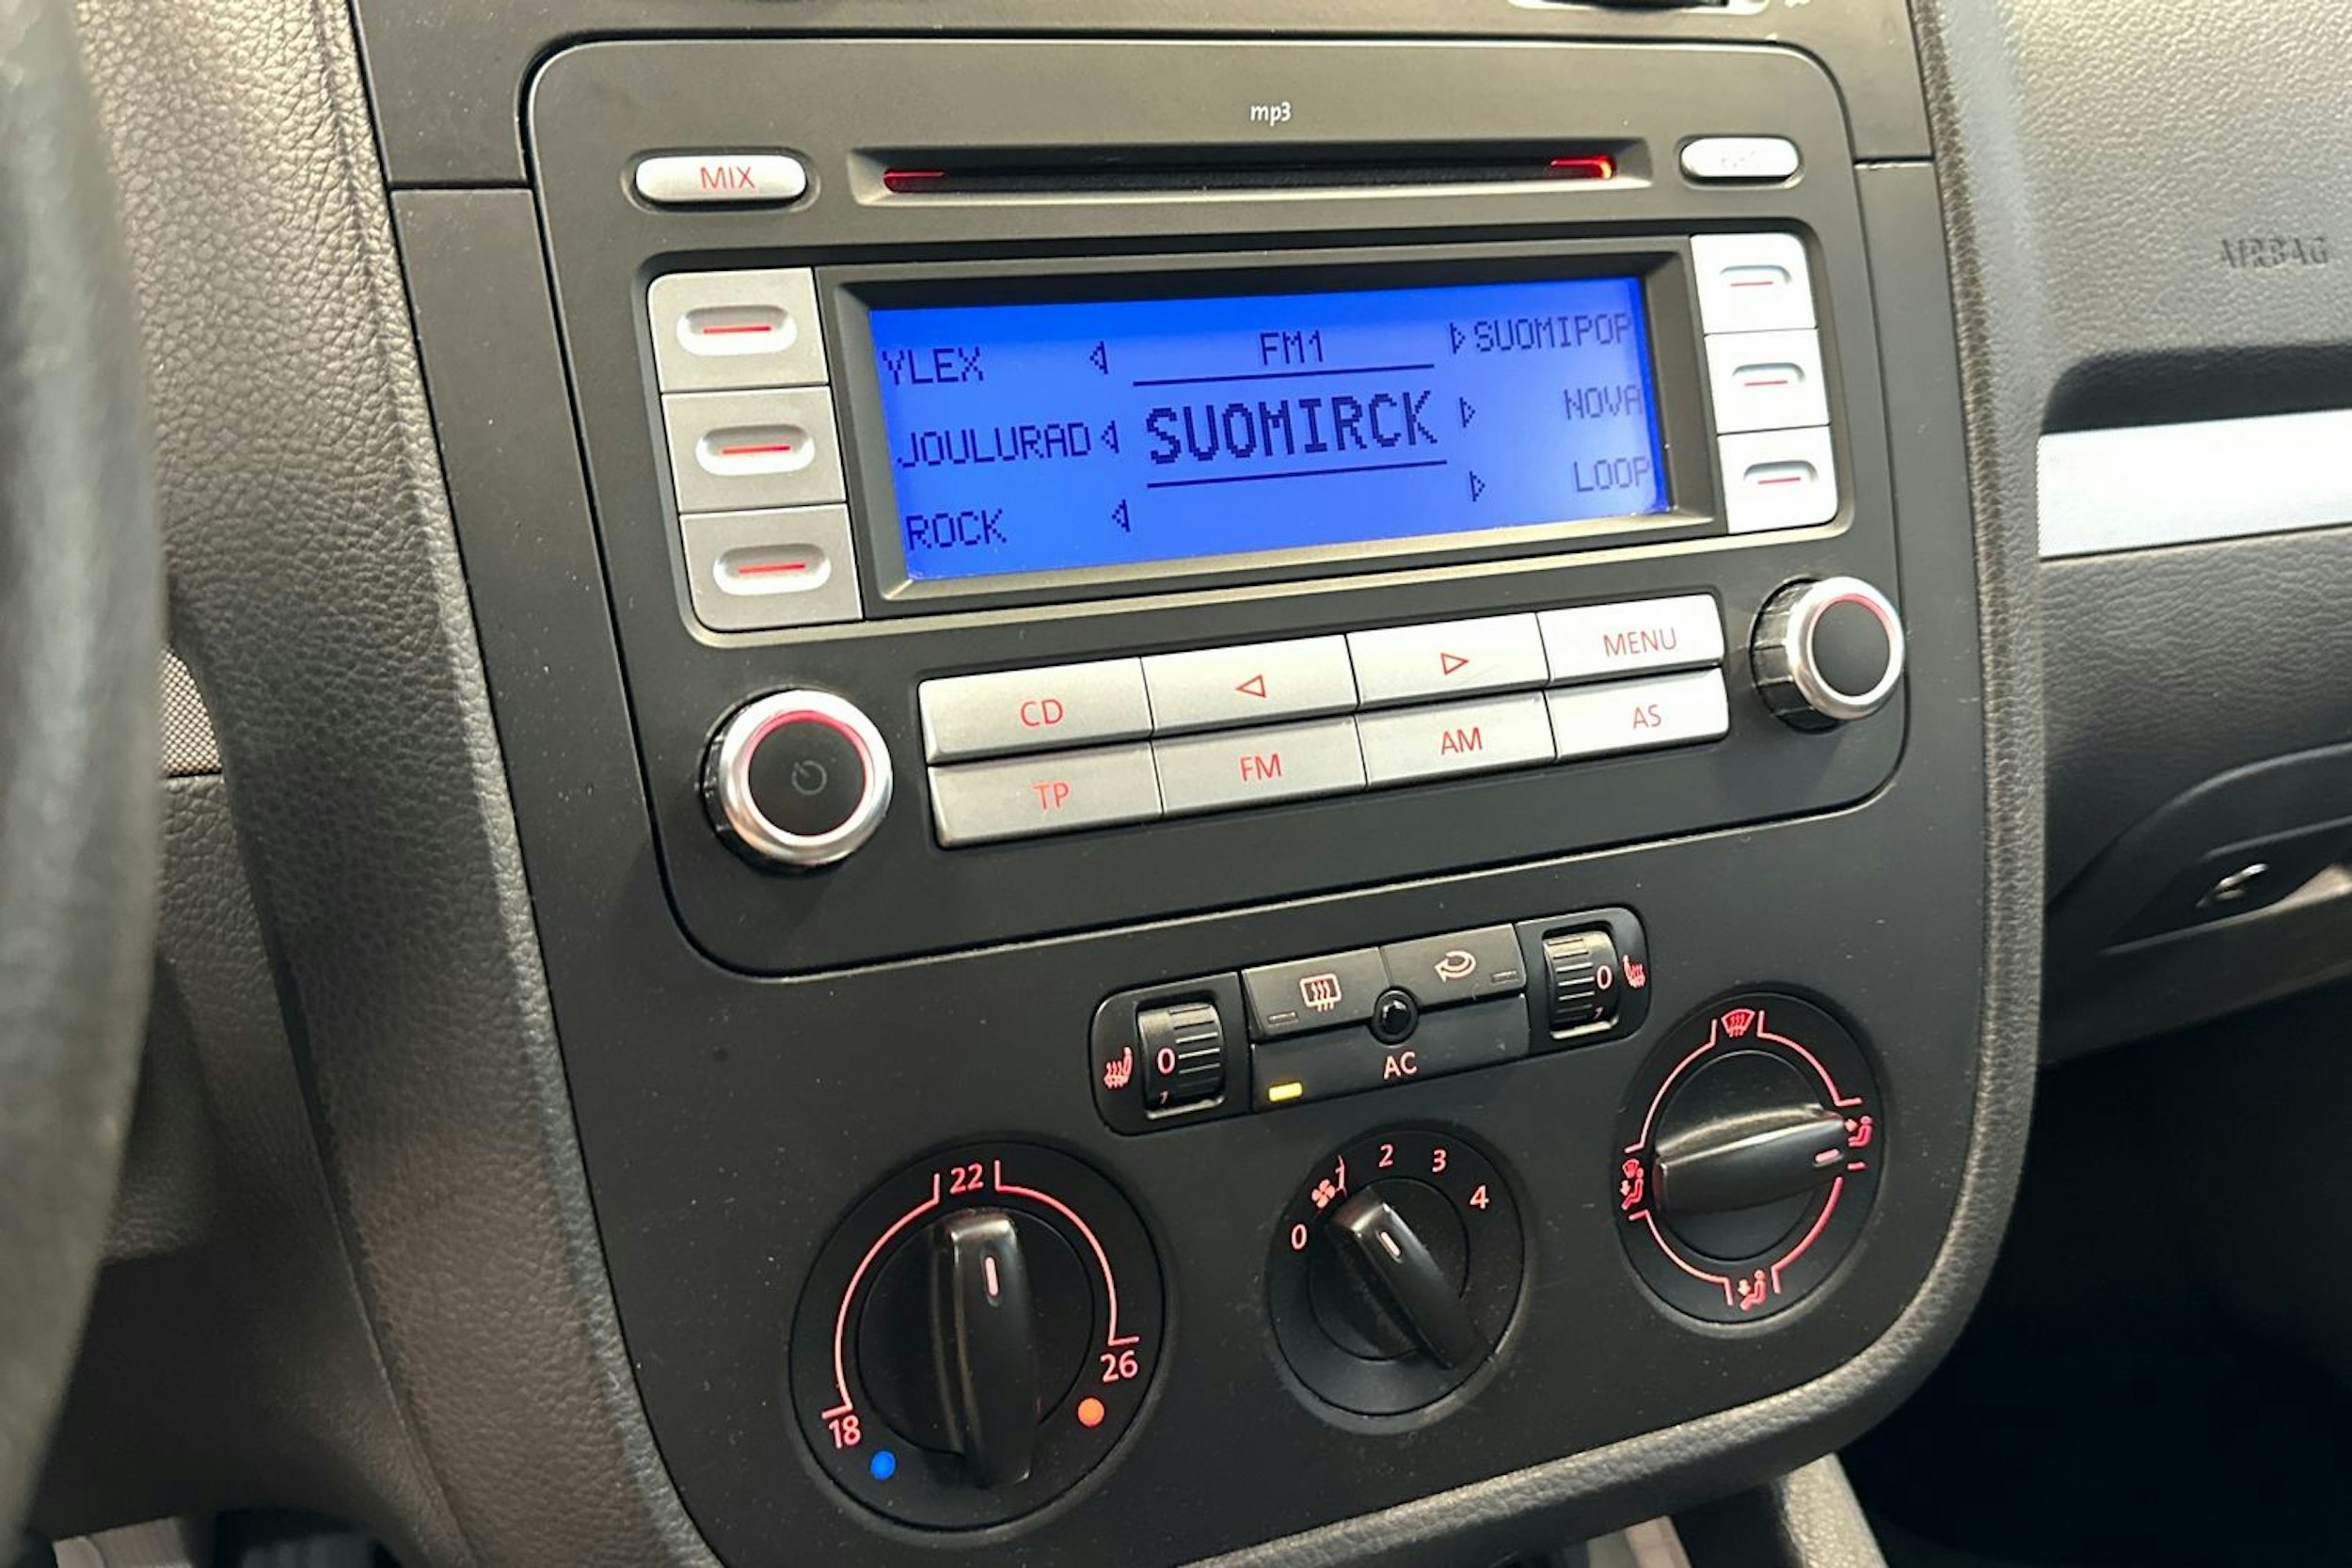 mp3
MIX
AIRBAG
YLEX FM1 SUOMIPOP
JOULURAD SUOMIRCK NOVA
ROCK LOOP
CD MENU
TP FM AM AS
0 0
AC
22
18
26
0 2 3 4